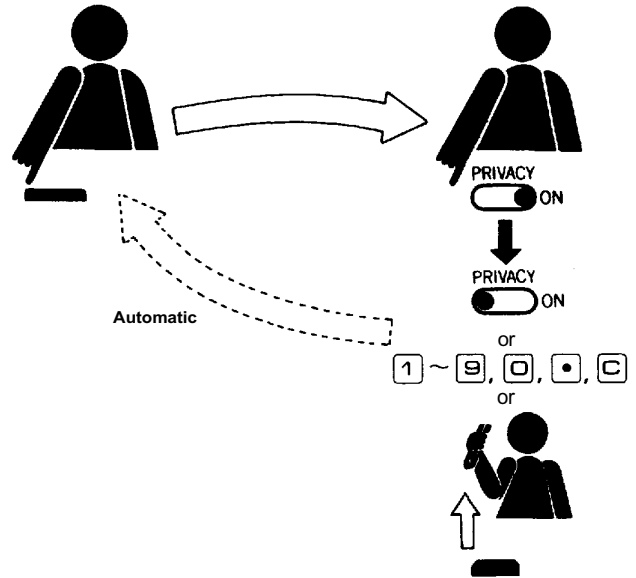 PRIVACY
ON
PRIVACY
ON
Automatic
or
1 ~ 9, 0, •, C
or